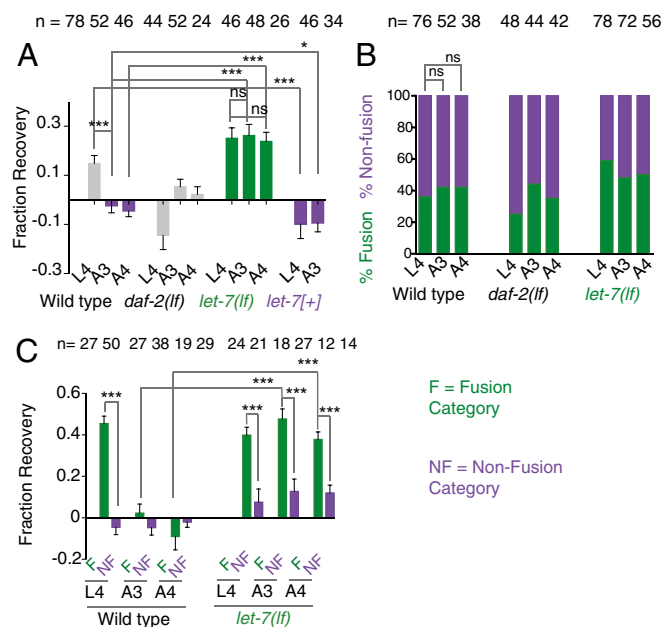 n= 78 52 46 44 52 24 46 48 26 46 34
A
*
***
***
***
***
ns
ns
Fraction Recovery
0.3
0.1
-0.1
-0.3
L4 A3 A4 L4 A3 A4 L4 A3 A4 L4 A3
Wild type daf-2(lf) let-7(lf) let-7[+]
n= 76 52 38 48 44 42 78 72 56
B
ns
ns
% Fusion % Non-fusion
100
80
60
40
20
0
L4 A3 A4 L4 A3 A4 L4 A3 A4
Wild type daf-2(lf) let-7(lf)
C
n= 27 50 27 38 19 29 24 21 18 27 12 14
***
***
***
***
***
***
Fraction Recovery
0.6
0.4
0.2
0
-0.2
F NF F NF F NF F NF F NF F NF
L4 A3 A4 L4 A3 A4
Wild type let-7(lf)
F = Fusion
Category
NF = Non-Fusion
Category